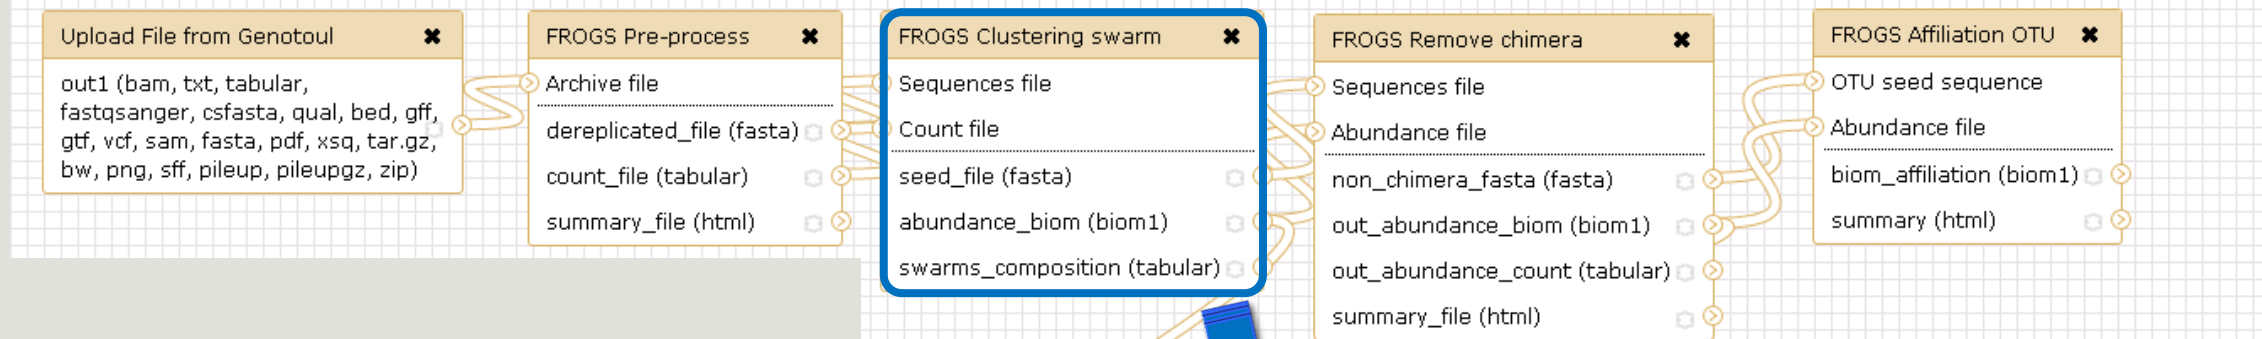 Upload File from Genotoul
out1 (bam, txt, tabular,
fastqsanger, csfasta, qual, bed, gff,
gtf, vcf, sam, fasta, pdf, xsq, tar.gz,
bw, png, sff, pileup, pileupgz, zip)
FROGS Pre-process
Archive file
dereplicated_file (fasta)
count_file (tabular)
summary_file (html)
FROGS Clustering swarm
Sequences file
Count file
seed_file (fasta)
abundance_biom (biom1)
swarms_composition (tabular)
FROGS Remove chimera
Sequences file
Abundance file
non_chimera_fasta (fasta)
out_abundance_biom (biom1)
out_abundance_count (tabular)
summary_file (html)
FROGS Affiliation OTU
OTU seed sequence
Abundance file
biom_affiliation (biom1)
summary (html)